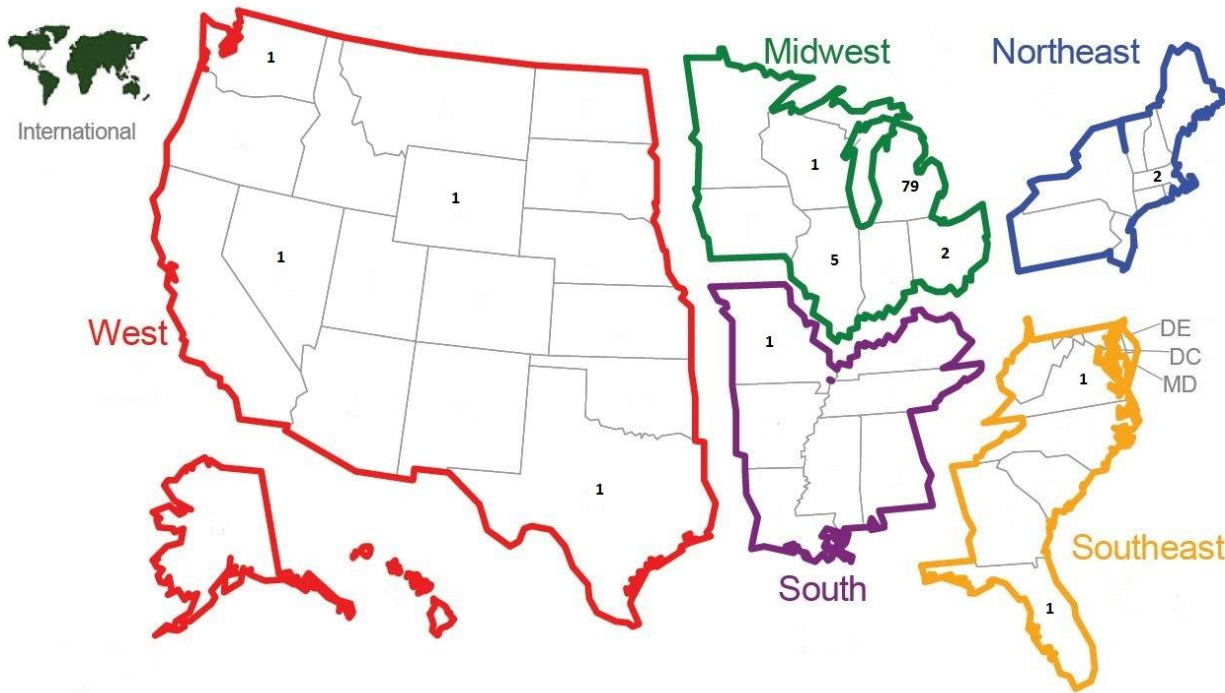 International
West
1
1
1
1
Midwest
1
79
5
2
Northeast
2
South
1
Southeast
DE
DC
MD
1
1